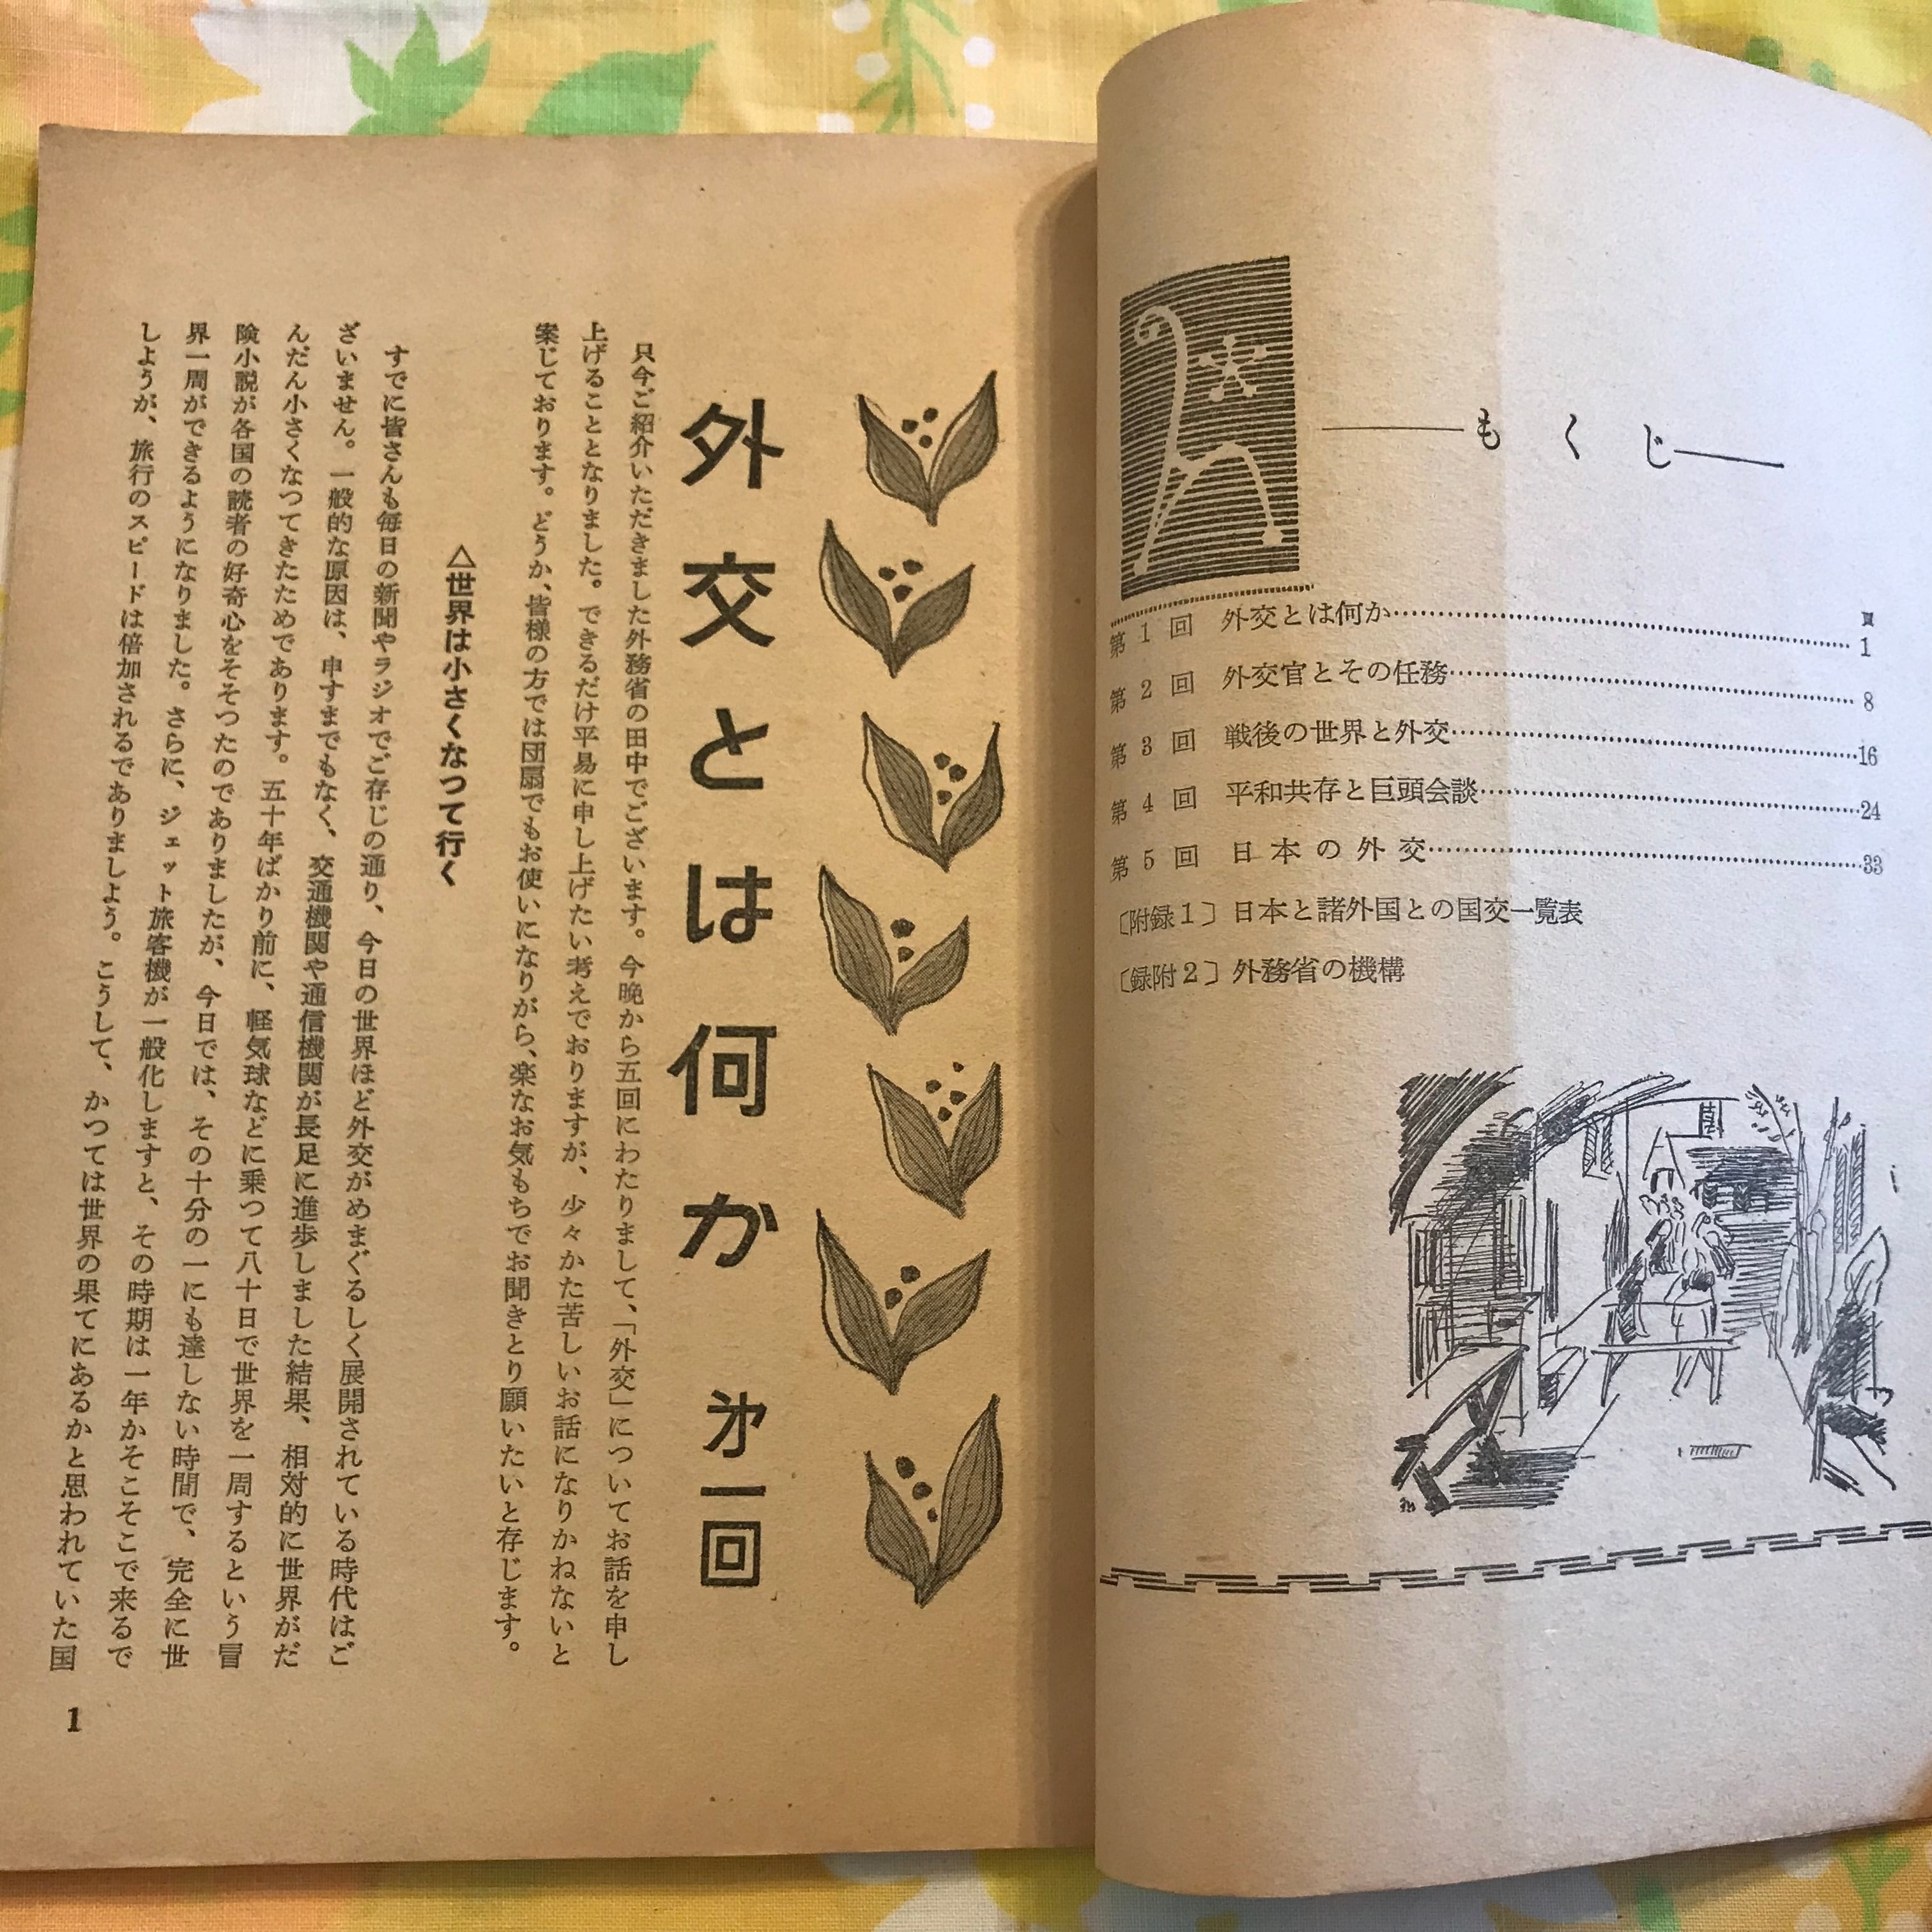 もくじ
頁
第1回 外交とは何か……1
第2回 外交官とその任務……8
第3回 戦後の世界と外交……16
第4回 平和共存と巨頭会談……24
第5回 日本の外交……33
〔附録1〕日本と諸外国との国交一覧表
〔録附2〕外務省の機構
外交とは何か 㐧一回
只今ご紹介いただきました外務省の田中でございます。今晩から五回にわたりまして、「外交」についてお話を申し
上げることとなりました。できるだけ平易に申し上げたい考えでおりますが、少々かた苦しいお話になりかねないと
案じております。どうか、皆様の方では団扇でもお使いになりがら、楽なお気もちでお聞きとり願いたいと存じます。
△世界は小さくなつて行く
すでに皆さんも毎日の新聞やラジオでご存じの通り、今日の世界ほど外交がめまぐるしく展開されている時代はご
ざいません。一般的な原因は、申すまでもなく、交通機関や通信機関が長足に進歩しました結果、相対的に世界がだ
んだん小さくなつてきたためであります。五十年ばかり前に、軽気球などに乗つて八十日で世界を一周するという冒
険小説が各国の読者の好奇心をそそつたのでありましたが、今日では、その十分の一にも達しない時間で、完全に世
界一周ができるようになりました。さらに、ジェット旅客機が一般化しますと、その時期は一年かそこそこで来るで
しようが、旅行のスピードは倍加されるでありましよう。こうして、かつては世界の果てにあるかと思われていた国
1